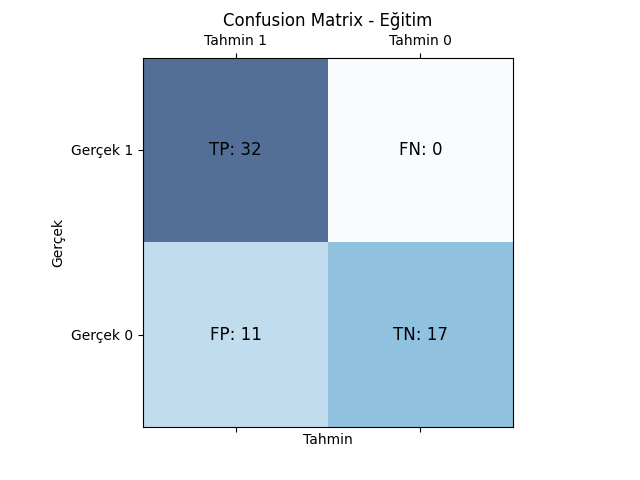 Confusion Matrix - Eğitim
Tahmin 1 Tahmin 0
Gerçek 1
TP: 32 FN: 0
Gerçek
Gerçek 0
FP: 11 TN: 17
Tahmin